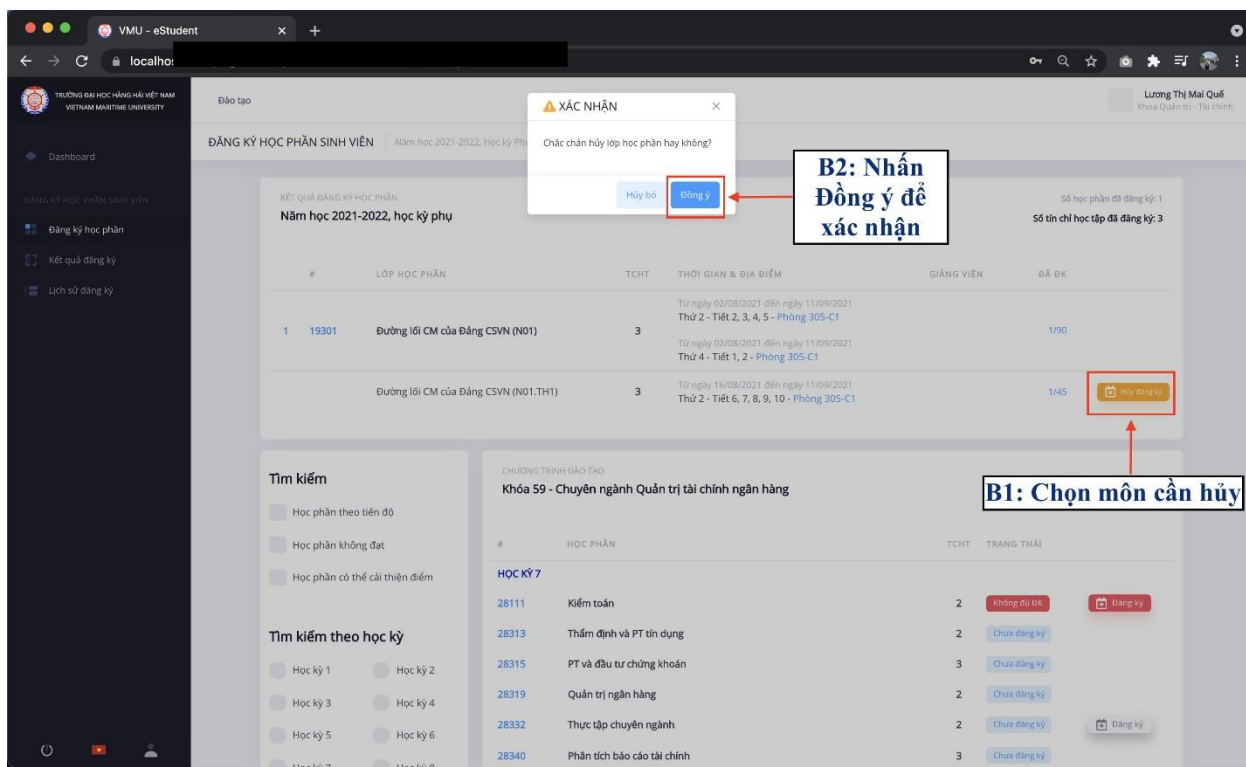 VMU - eStudent
localhos
TRƯỜNG ĐẠI HỌC HÀNG HẢI VIỆT NAM
VIETNAM MARITIME UNIVERSITY
Đào tạo
Lương Thị Mai Quế
Khoa Quản trị - Tài chính
XÁC NHẬN
Chắc chắn hủy lớp học phần hay không?
Hủy bỏ
Đồng ý
B2: Nhấn
Đồng ý để
xác nhận
ĐĂNG KÝ HỌC PHẦN SINH VIÊN
Năm học 2021-2022, Học kỳ Phụ
Dashboard
ĐĂNG KÝ HỌC PHẦN SINH VIÊN
Đăng ký học phần
Kết quả đăng ký
Lịch sử đăng ký
KẾT QUẢ ĐĂNG KÝ HỌC PHẦN
Năm học 2021-2022, học kỳ phụ
Số học phần đã đăng ký: 1
Số tín chỉ học tập đã đăng ký: 3
# LỚP HỌC PHẦN TCHT THỜI GIAN & ĐỊA ĐIỂM GIẢNG VIÊN ĐÃ ĐK
Từ ngày 02/08/2021 đến ngày 11/09/2021
Thứ 2 - Tiết 2, 3, 4, 5 - Phòng 305-C1
1 19301 Đường lối CM của Đảng CSVN (N01) 3 1/90
Từ ngày 02/08/2021 đến ngày 11/09/2021
Thứ 4 - Tiết 1, 2 - Phòng 305-C1
Từ ngày 16/08/2021 đến ngày 11/09/2021
Đường lối CM của Đảng CSVN (N01.TH1) 3 Thứ 2 - Tiết 6, 7, 8, 9, 10 - Phòng 305-C1 1/45 Hủy đăng ký
B1: Chọn môn cần hủy
Tìm kiếm
Học phần theo tiến độ
Học phần không đạt
Học phần có thể cải thiện điểm
Tìm kiếm theo học kỳ
Học kỳ 1 Học kỳ 2
Học kỳ 3 Học kỳ 4
Học kỳ 5 Học kỳ 6
CHƯƠNG TRÌNH ĐÀO TẠO
Khóa 59 - Chuyên ngành Quản trị tài chính ngân hàng
# HỌC PHẦN TCHT TRẠNG THÁI
HỌC KỲ 7
28111 Kiểm toán 2 Không đủ ĐK Đăng ký
28313 Thẩm định và PT tín dụng 2 Chưa đăng ký
28315 PT và đầu tư chứng khoán 3 Chưa đăng ký
28319 Quản trị ngân hàng 2 Chưa đăng ký
28332 Thực tập chuyên ngành 2 Chưa đăng ký Đăng ký
28340 Phân tích báo cáo tài chính 3 Chưa đăng ký